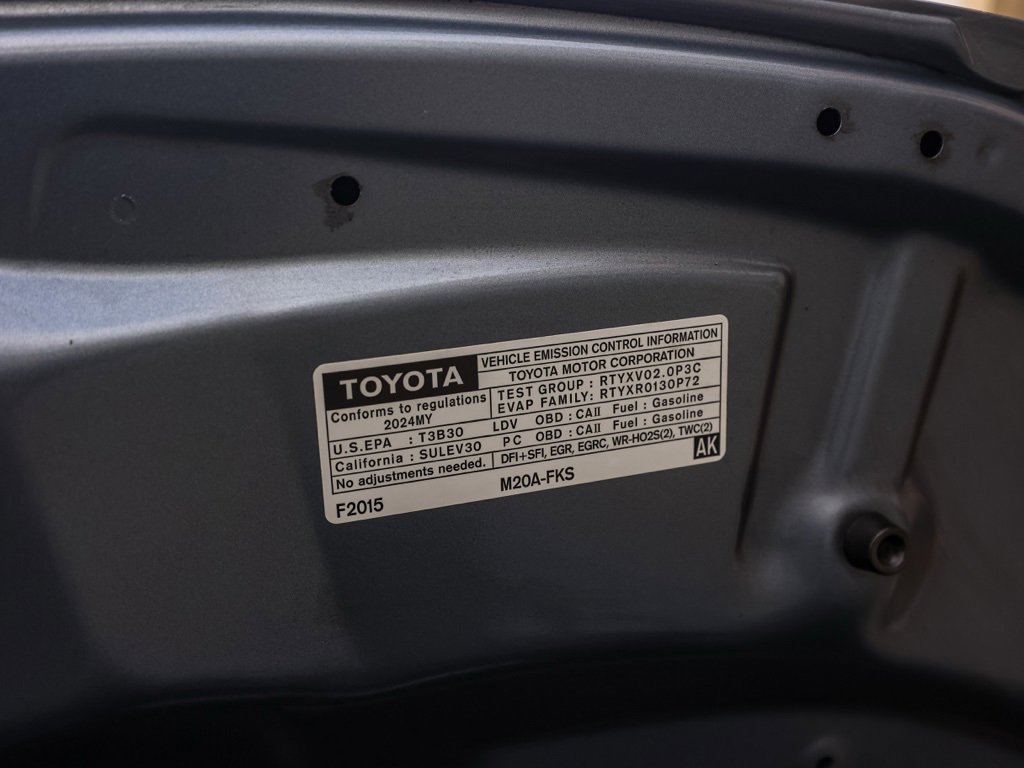 TOYOTA
VEHICLE EMISSION CONTROL INFORMATION
TOYOTA MOTOR CORPORATION
Conforms to regulations
2024MY
TEST GROUP : RTYXV02.0P3C
EVAP FAMILY: RTYXR0130P72
U.S.EPA : T3B30 LDV OBD : CAII Fuel : Gasoline
California : SULEV30 PC OBD : CAII Fuel : Gasoline
No adjustments needed. DFI+SFI, EGR, EGRC, WR-HO2S(2), TWC(2)
AK
F2015 M20A-FKS